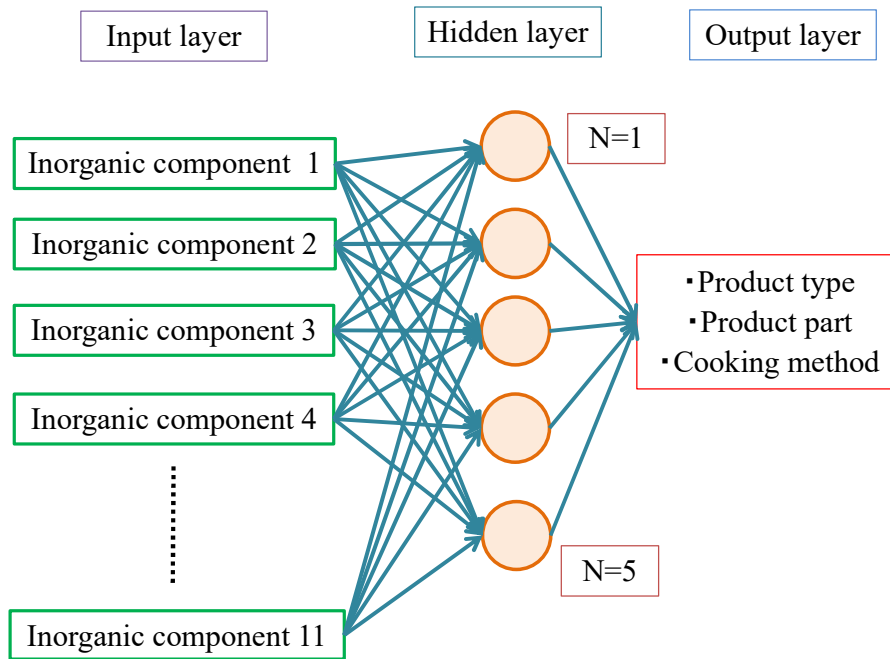 Input layer
Hidden layer
Output layer
N=1
Inorganic component 1
Inorganic component 2
Inorganic component 3
Inorganic component 4
Inorganic component 11
・Product type
・Product part
・Cooking method
N=5